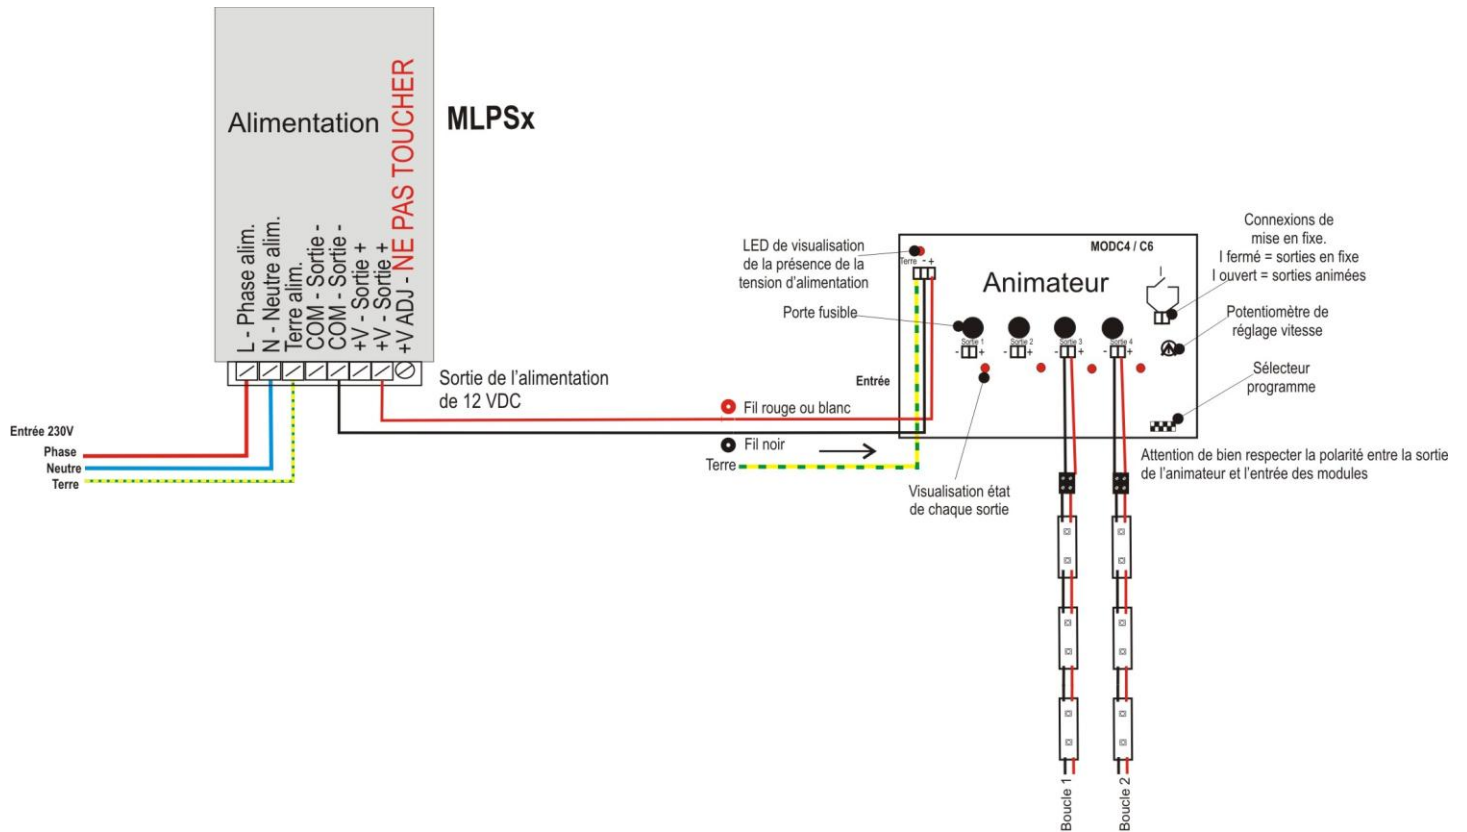 Alimentation
NE PAS TOUCHER
MLPSx
L - Phase alim.
N - Neutre alim.
Terre alim.
COM - Sortie -
COM - Sortie -
+V - Sortie +
+V - Sortie +
+V ADJ -
Sortie de l'alimentation
de 12 VDC
Entrée 230V
Phase
Neutre
Terre
Fil rouge ou blanc
Fil noir
Terre
Entrée
LED de visualisation
de la présence de la
tension d'alimentation
Porte fusible
MODC4 / C6
Terre - +
Animateur
Sortie 1
- +
Sortie 2
- +
Sortie 3
- +
Sortie 4
- +
Connexions de
mise en fixe.
I fermé = sorties en fixe
I ouvert = sorties animées
I
Potentiomètre de
réglage vitesse
Sélecteur
programme
Visualisation état
de chaque sortie
Attention de bien respecter la polarité entre la sortie
de l'animateur et l'entrée des modules
Boucle 1
Boucle 2